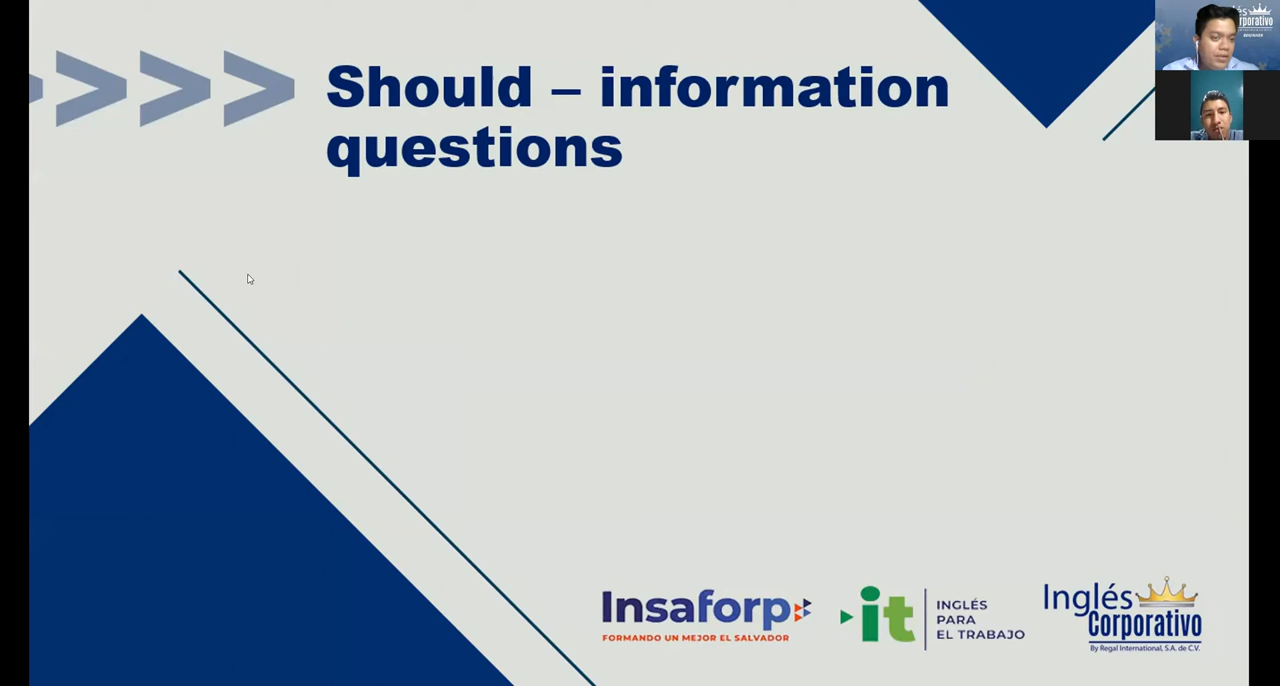 Should – information
questions
Insaforp
FORMANDO UN MEJOR EL SALVADOR
it
INGLÉS
PARA
EL TRABAJO
Inglés
Corporativo
By Regal International, S.A. de C.V.